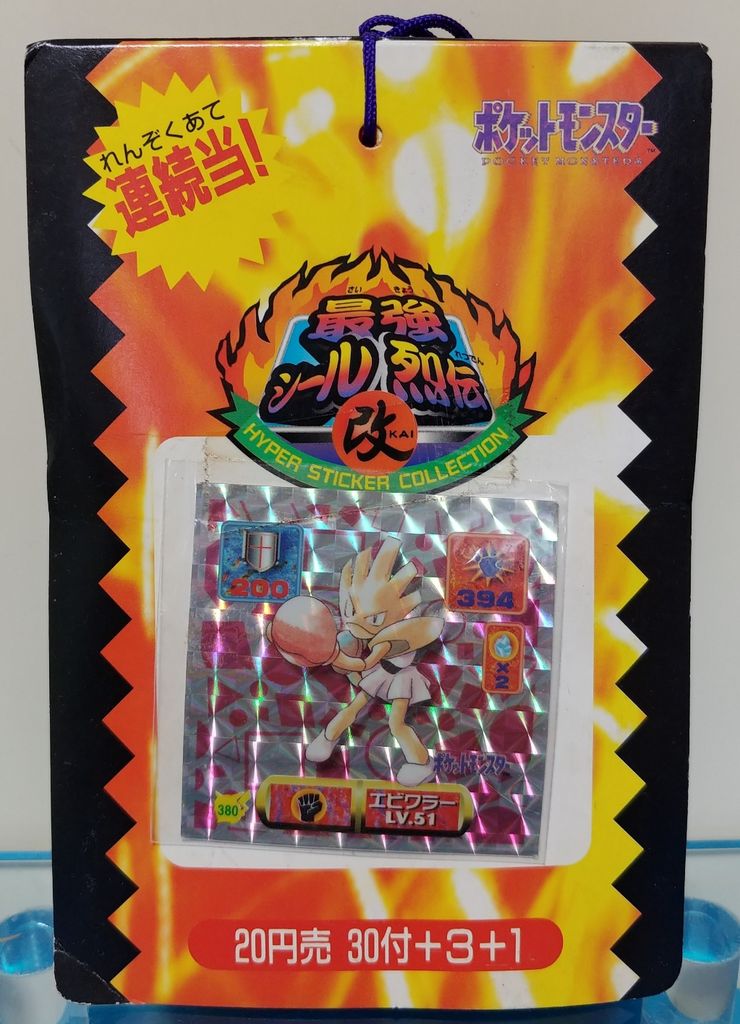 れんぞくあて
連続当!
ポケットモンスター
POCKET MONSTERS
TM
さいきょう
最強
れつでん
シール烈伝
改 KAI
HYPER STICKER COLLECTION
200
394
×2
ポケットモンスター
380
エビワラー
LV.51
20円売 30付+3+1